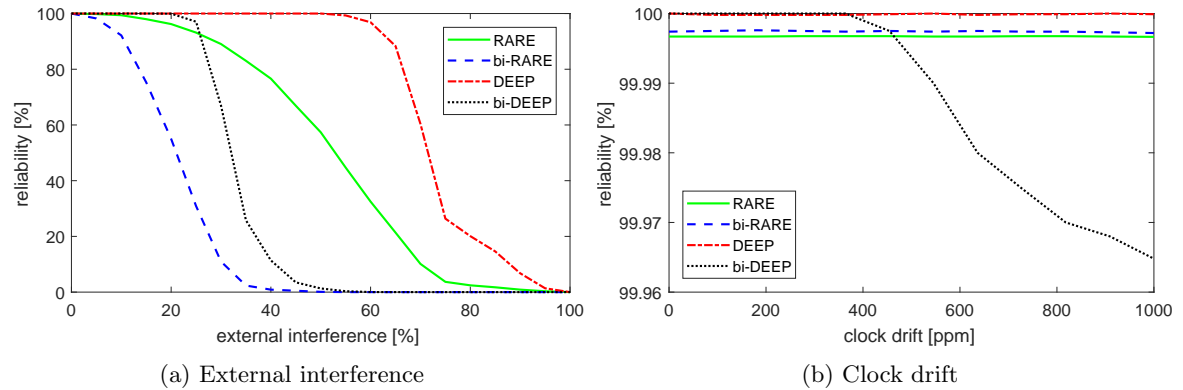 100
80
60
40
20
0
reliability [%]
0 20 40 60 80 100
external interference [%]
RARE
bi-RARE
DEEP
bi-DEEP
(a) External interference
100
99.99
99.98
99.97
99.96
reliability [%]
0 200 400 600 800 1000
clock drift [ppm]
RARE
bi-RARE
DEEP
bi-DEEP
(b) Clock drift